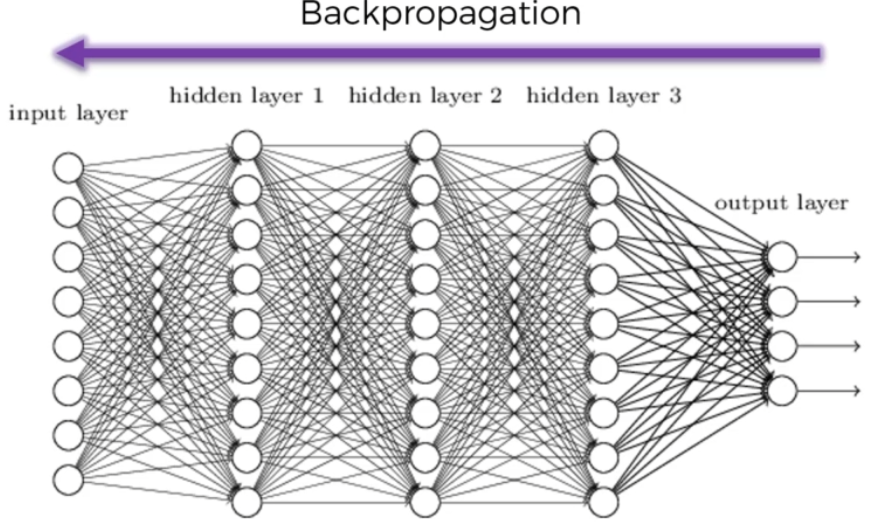 Backpropagation
hidden layer 1 hidden layer 2 hidden layer 3
input layer
output layer